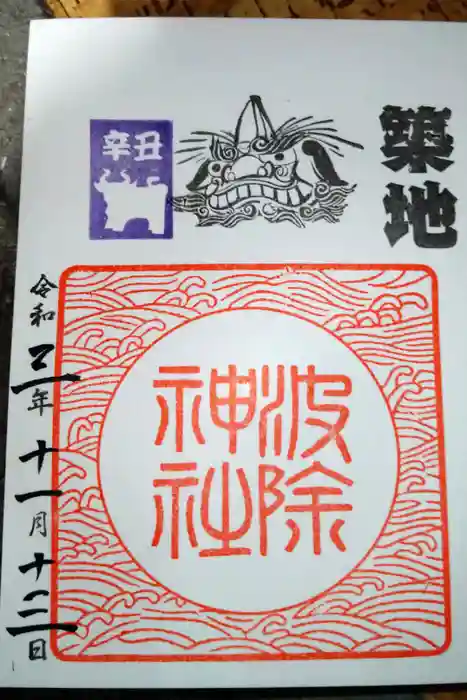 築地
辛丑
波除
神社
令和三年十一月十二日